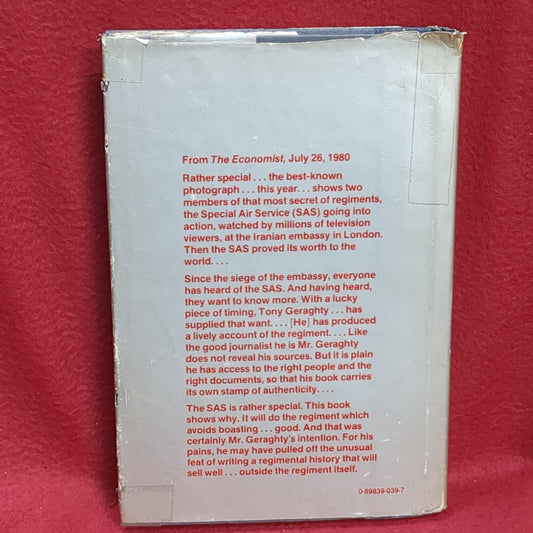 From The Economist, July 26, 1980
Rather special . . . the best-known
photograph . . . this year. . . shows two
members of that most secret of regiments,
the Special Air Service (SAS) going into
action, watched by millions of television
viewers, at the Iranian embassy in London.
Then the SAS proved its worth to the
world. . . .
Since the siege of the embassy, everyone
has heard of the SAS. And having heard,
they want to know more. With a lucky
piece of timing, Tony Geraghty . . . has
supplied that want. . . . [He] has produced
a lively account of the regiment. . . . Like
the good journalist he is Mr. Geraghty
does not reveal his sources. But it is plain
he has access to the right people and the
right documents, so that his book carries
its own stamp of authenticity. . . .
The SAS is rather special. This book
shows why. It will do the regiment which
avoids boasting . . . good. And that was
certainly Mr. Geraghty's intention. For his
pains, he may have pulled off the unusual
feat of writing a regimental history that will
sell well . . . outside the regiment itself.
0-89839-039-7